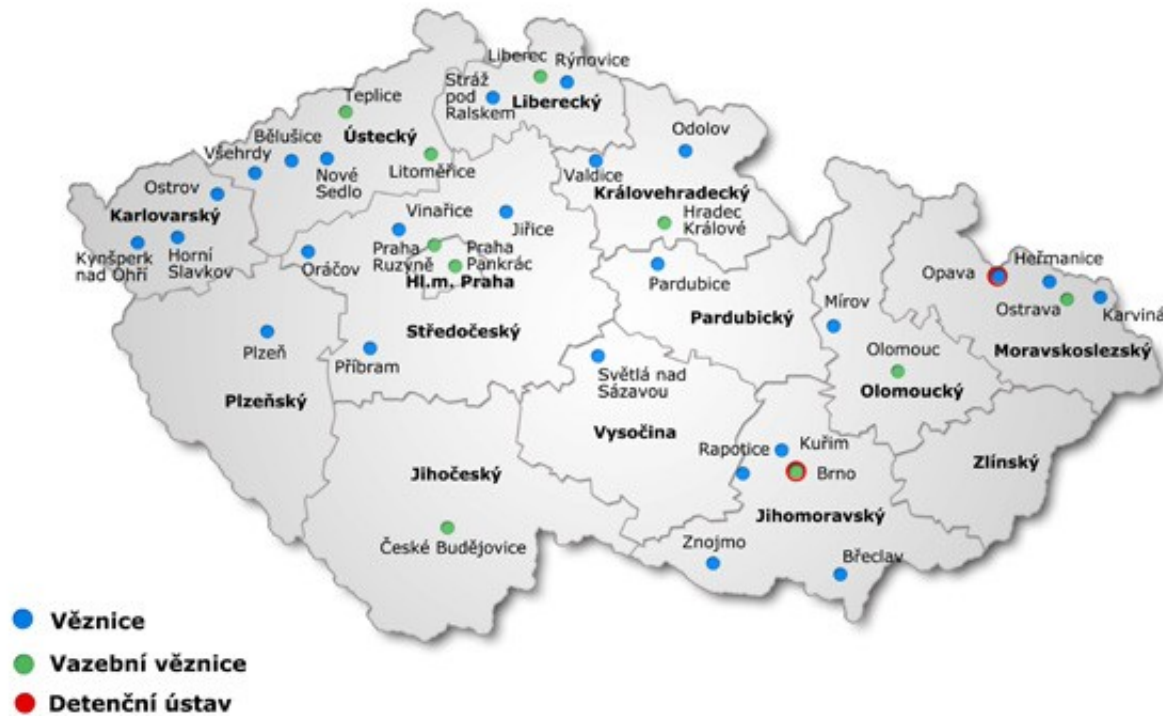 Liberec
Rýnovice
Stráž
pod
Ralskem
Liberecký
Teplice
Ústecký
Bělušice
Všehrdy
Nové
Sedlo
Litoměřice
Odolov
Valdice
Královehradecký
Hradec
Králové
Ostrov
Karlovarský
Kynšperk
nad Ohří
Horní
Slavkov
Vinařice
Jiřice
Praha
Ruzyně
Praha
Pankrác
Hl.m. Praha
Oráčov
Středočeský
Příbram
Plzeň
Plzeňský
Pardubice
Pardubický
Opava
Heřmanice
Ostrava
Karviná
Moravskoslezský
Mírov
Olomouc
Olomoucký
Světlá nad
Sázavou
Vysočina
Rapotice
Kuřim
Brno
Zlínský
Jihočeský
Jihomoravský
České Budějovice
Znojmo
Břeclav
Věznice
Vazební věznice
Detenční ústav